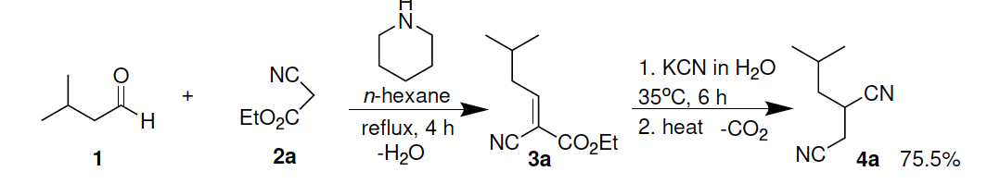 H
N
O
H
1
+
NC
EtO2C
2a
n-hexane
reflux, 4 h
-H2O
NC
CO2Et
3a
1. KCN in H2O
35ºC, 6 h
2. heat -CO2
CN
NC
4a 75.5%